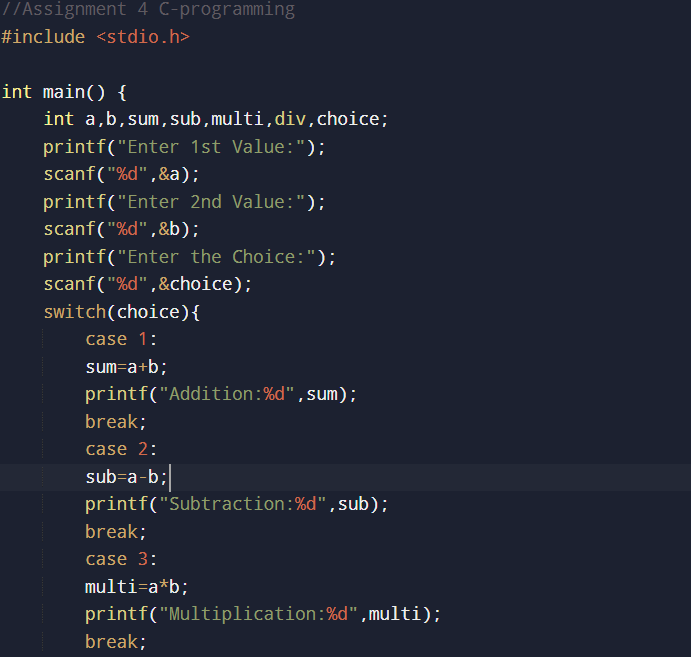 //Assignment 4 C-programming
#include <stdio.h>
int main() {
    int a,b,sum,sub,multi,div,choice;
    printf("Enter 1st Value:");
    scanf("%d",&a);
    printf("Enter 2nd Value:");
    scanf("%d",&b);
    printf("Enter the Choice:");
    scanf("%d",&choice);
    switch(choice){
        case 1:
        sum=a+b;
        printf("Addition:%d",sum);
        break;
        case 2:
        sub=a-b;
        printf("Subtraction:%d",sub);
        break;
        case 3:
        multi=a*b;
        printf("Multiplication:%d",multi);
        break;